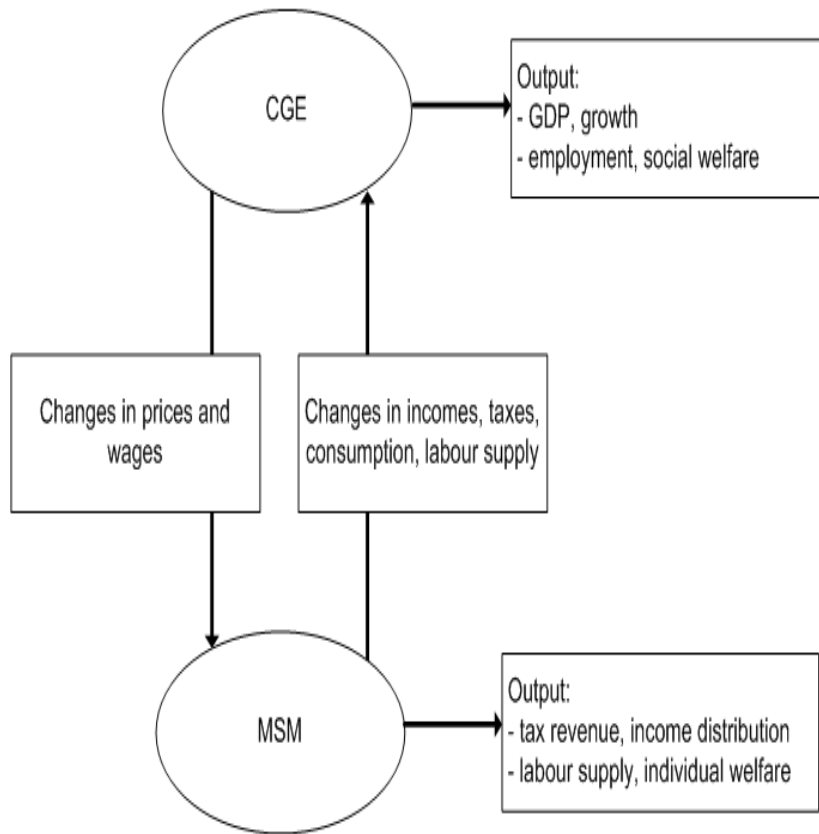 CGE
Output:
- GDP, growth
- employment, social welfare
Changes in prices and
wages
Changes in incomes, taxes,
consumption, labour supply
MSM
Output:
- tax revenue, income distribution
- labour supply, individual welfare